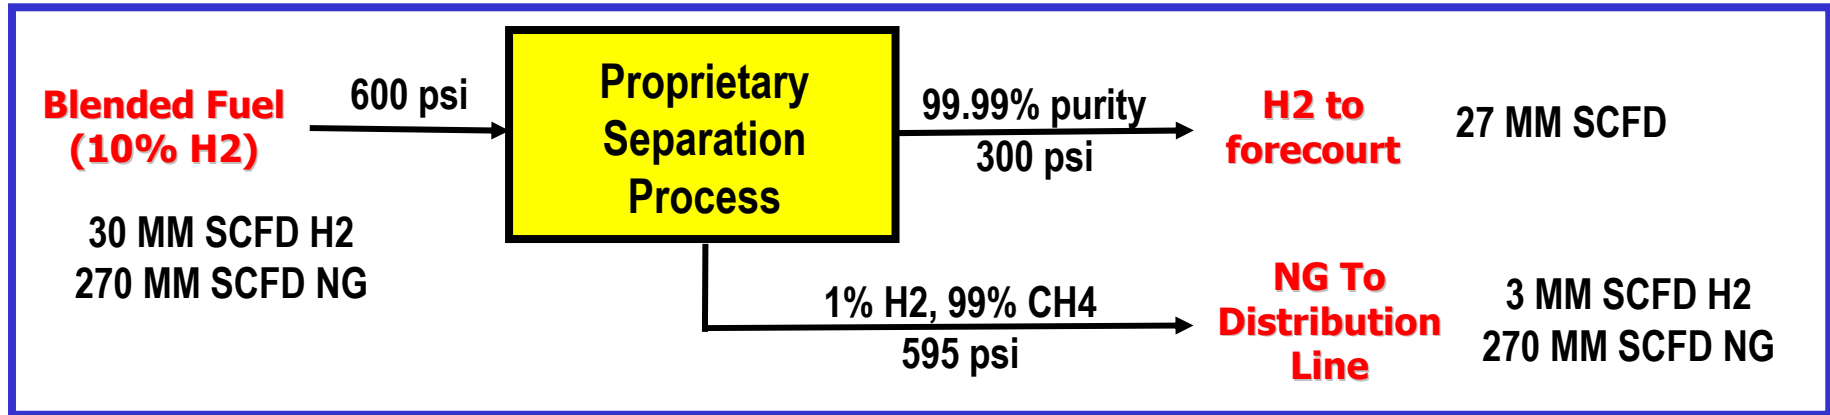 Blended Fuel
(10% H2)
600 psi
30 MM SCFD H2
270 MM SCFD NG
Proprietary
Separation
Process
99.99% purity
300 psi
H2 to
forecourt
27 MM SCFD
1% H2, 99% CH4
595 psi
NG To
Distribution
Line
3 MM SCFD H2
270 MM SCFD NG